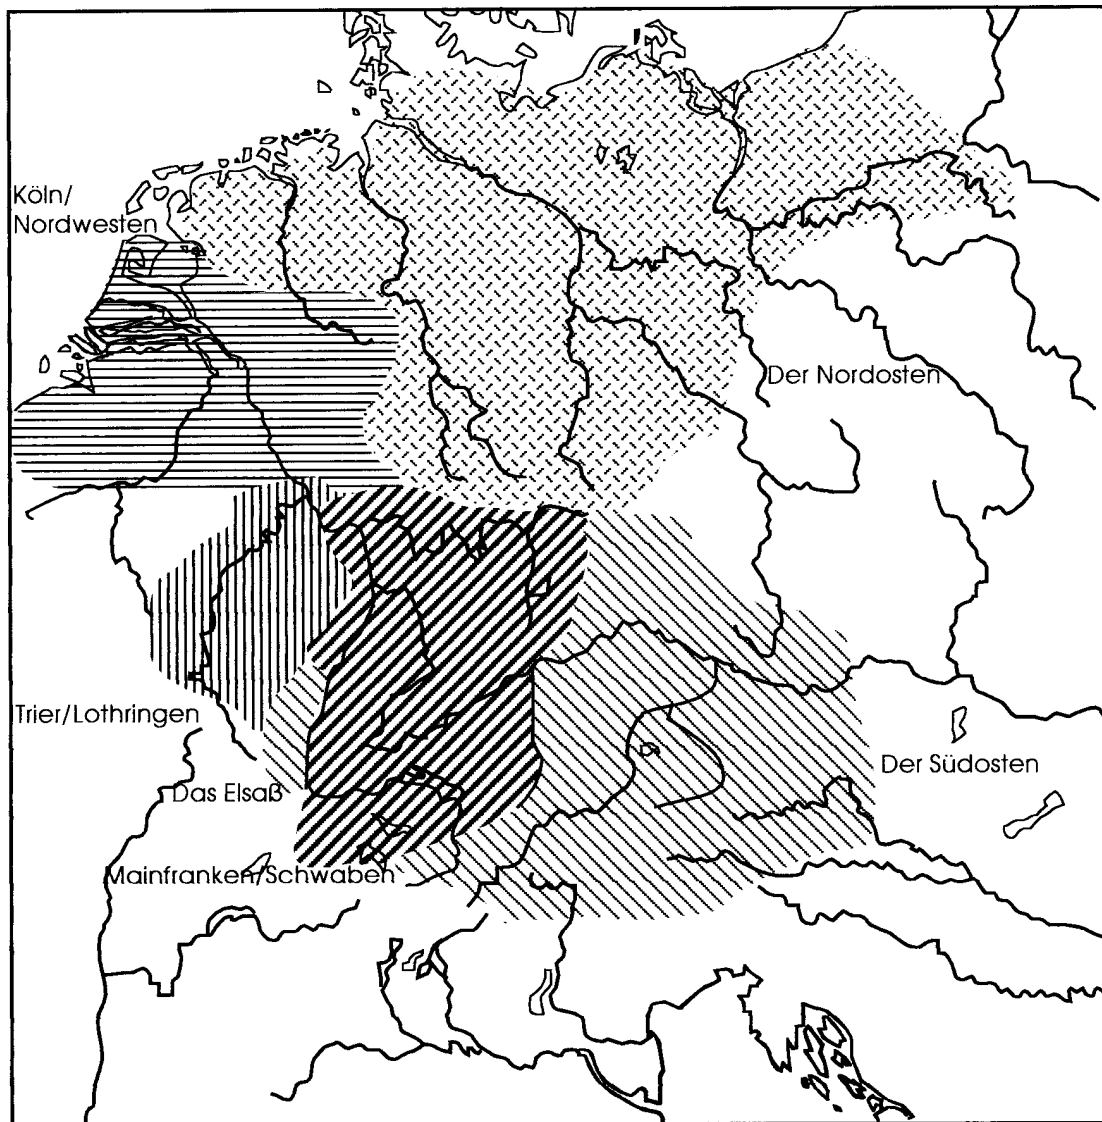 Köln/
Nordwesten
Der Nordosten
Trier/Lothringen
Der Südosten
Das Elsaß
Mainfranken/Schwaben